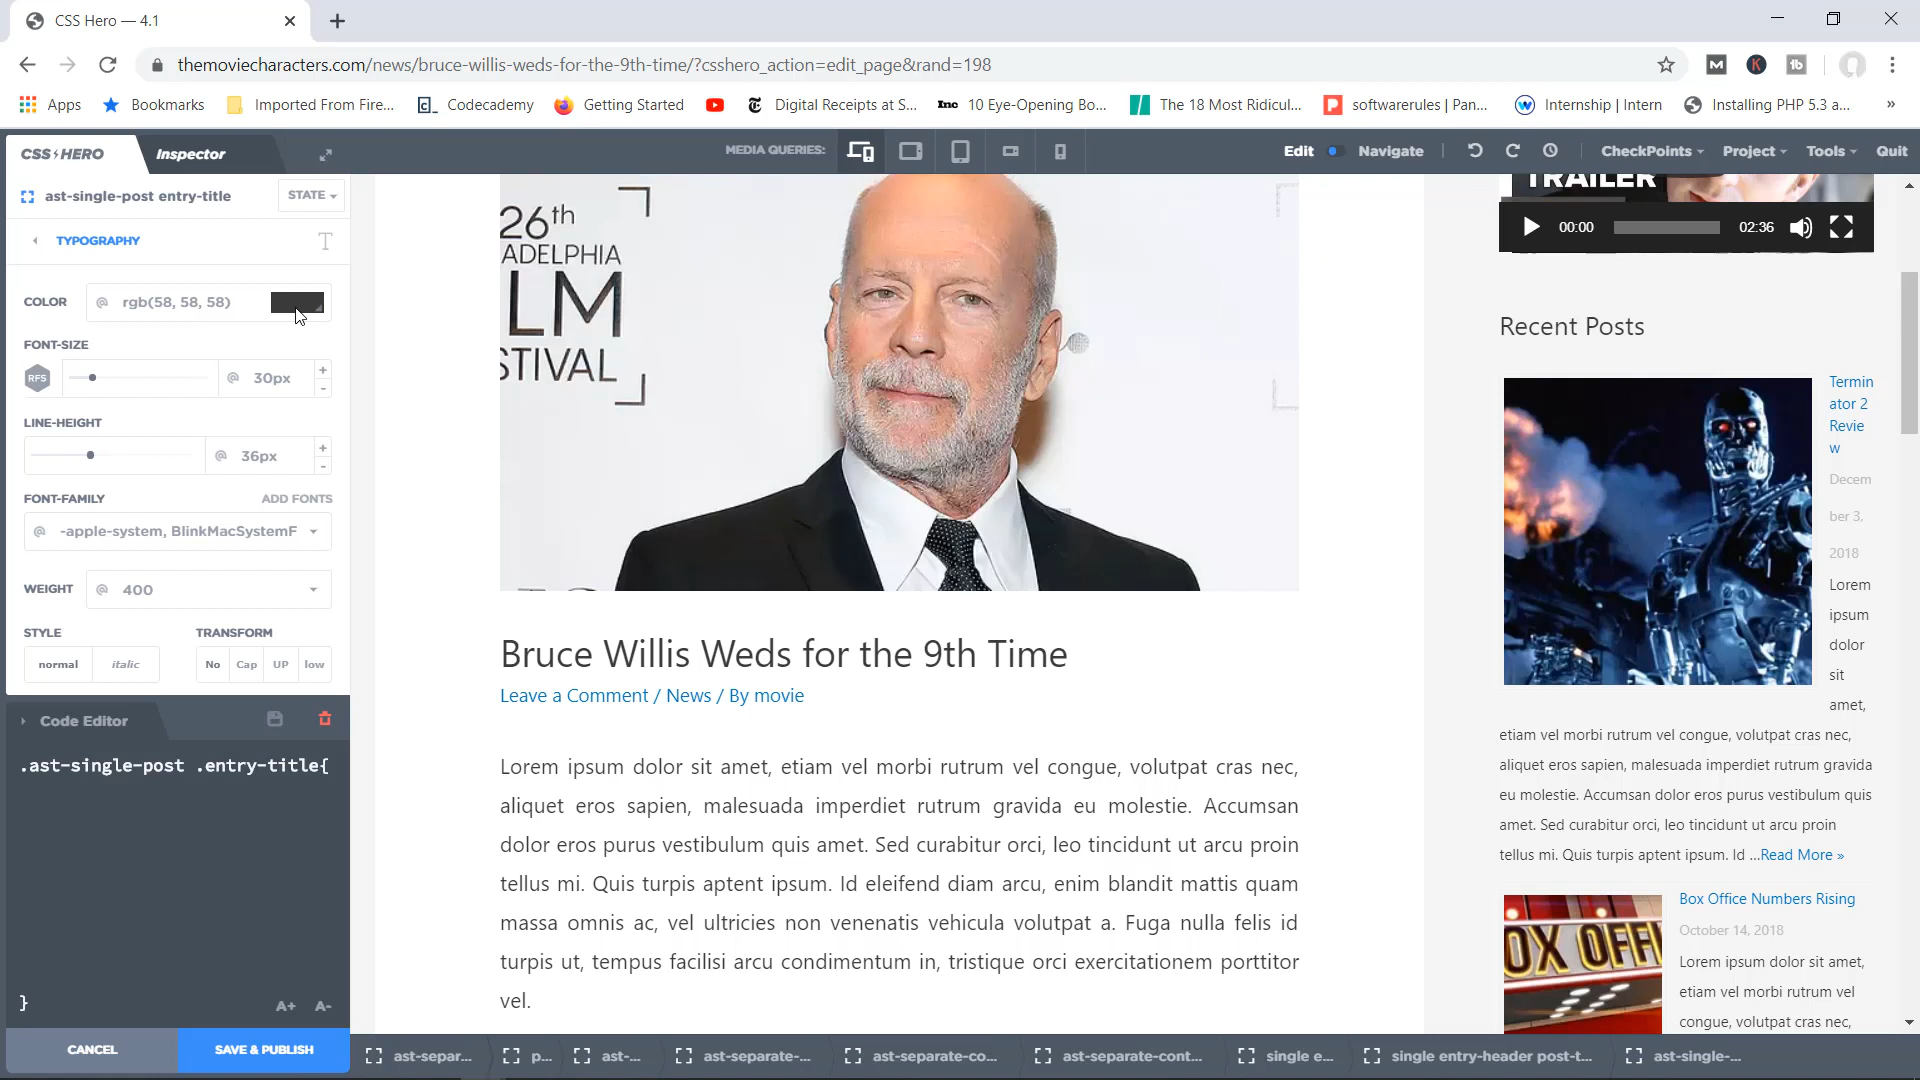 CSS Hero — 4.1
themoviecharacters.com/news/bruce-willis-weds-for-the-9th-time/?csshero_action=edit_page&rand=198
Apps Bookmarks Imported From Fire... Codecademy Getting Started Digital Receipts at S... Inc 10 Eye-Opening Bo... The 18 Most Ridicul... softwarerules | Pan... Internship | Intern Installing PHP 5.3 a... »
CSS HERO Inspector
MEDIA QUERIES:
Edit Navigate CheckPoints Project Tools Quit
ast-single-post entry-title STATE
TYPOGRAPHY
COLOR @ rgb(58, 58, 58)
FONT-SIZE
RFS @ 30px + -
LINE-HEIGHT
@ 36px + -
FONT-FAMILY ADD FONTS
@ -apple-system, BlinkMacSystemF
WEIGHT @ 400
STYLE TRANSFORM
normal italic No Cap UP low
Code Editor
.ast-single-post .entry-title{
}
A+ A-
CANCEL SAVE & PUBLISH
26th
ADELPHIA
LM
STIVAL
Bruce Willis Weds for the 9th Time
Leave a Comment / News / By movie
Lorem ipsum dolor sit amet, etiam vel morbi rutrum vel congue, volutpat cras nec,
aliquet eros sapien, malesuada imperdiet rutrum gravida eu molestie. Accumsan
dolor eros purus vestibulum quis amet. Sed curabitur orci, leo tincidunt ut arcu proin
tellus mi. Quis turpis aptent ipsum. Id eleifend diam arcu, enim blandit mattis quam
massa omnis ac, vel ultricies non venenatis vehicula volutpat a. Fuga nulla felis id
turpis ut, tempus facilisi arcu condimentum in, tristique orci exercitationem porttitor
vel.
TRAILER
00:00 02:36
Recent Posts
Termin
ator 2
Revie
w
Decem
ber 3,
2018
Lorem
ipsum
dolor
sit
amet,
etiam vel morbi rutrum vel congue, volutpat cras nec,
aliquet eros sapien, malesuada imperdiet rutrum gravida
eu molestie. Accumsan dolor eros purus vestibulum quis
amet. Sed curabitur orci, leo tincidunt ut arcu proin
tellus mi. Quis turpis aptent ipsum. Id ...Read More »
BOX OFFI
Box Office Numbers Rising
October 14, 2018
Lorem ipsum dolor sit amet,
etiam vel morbi rutrum vel
congue, volutpat cras nec,
ast-separ... p... ast-... ast-separate-... ast-separate-co... ast-separate-cont... single e... single entry-header post-t... ast-single-...